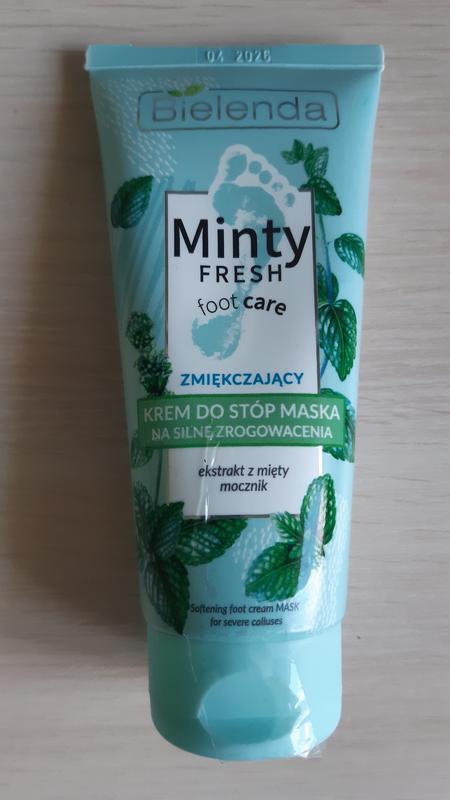 04 2026
Bielenda
Minty
FRESH
foot care
ZMIĘKCZAJĄCY
KREM DO STÓP MASKA
NA SILNE ZROGOWACENIA
ekstrakt z mięty
mocznik
Softening foot cream MASK
for severe calluses